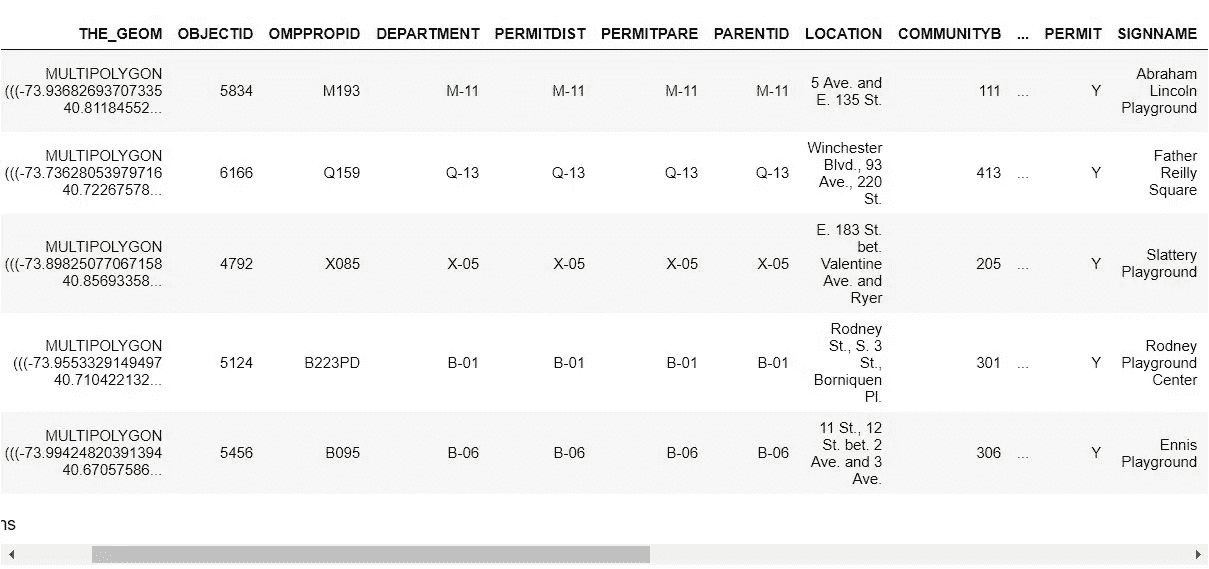 THE_GEOM OBJECTID OMPPROPID DEPARTMENT PERMITDIST PERMITPARE PARENTID LOCATION COMMUNITYB ... PERMIT SIGNNAME
MULTIPOLYGON
(((-73.93682693707335
40.81184552...
5834 M193 M-11 M-11 M-11 M-11
5 Ave. and
E. 135 St.
111 ... Y
Abraham
Lincoln
Playground
MULTIPOLYGON
(((-73.73628053979716
40.72267578...
6166 Q159 Q-13 Q-13 Q-13 Q-13
Winchester
Blvd., 93
Ave., 220
St.
413 ... Y
Father
Reilly
Square
MULTIPOLYGON
(((-73.89825077067158
40.85693358...
4792 X085 X-05 X-05 X-05 X-05
E. 183 St.
bet.
Valentine
Ave. and
Ryer
205 ... Y
Slattery
Playground
MULTIPOLYGON
(((-73.9553329149497
40.710422132...
5124 B223PD B-01 B-01 B-01 B-01
Rodney
St., S. 3
St.,
Borniquen
Pl.
301 ... Y
Rodney
Playground
Center
MULTIPOLYGON
(((-73.99424820391394
40.67057586...
5456 B095 B-06 B-06 B-06 B-06
11 St., 12
St. bet. 2
Ave. and 3
Ave.
306 ... Y
Ennis
Playground